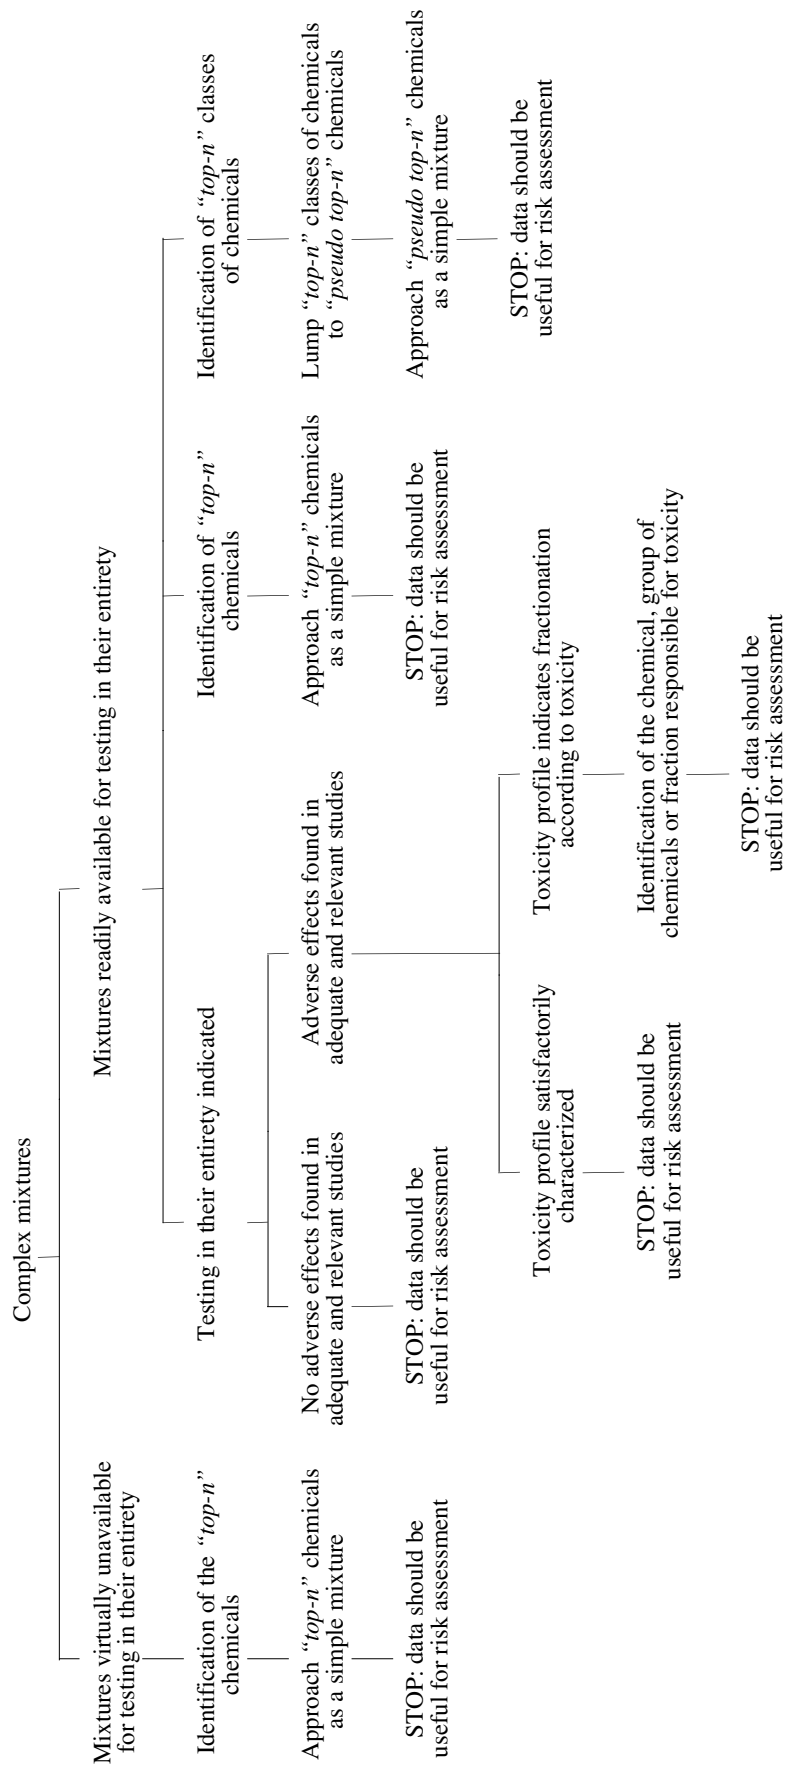 Complex mixtures
Mixtures virtually unavailable
for testing in their entirety
Mixtures readily available for testing in their entirety
Identification of the “top-n”
chemicals
Testing in their entirety indicated
Identification of “top-n”
chemicals
Identification of “top-n” classes
of chemicals
Approach “top-n” chemicals
as a simple mixture
No adverse effects found in
adequate and relevant studies
Adverse effects found in
adequate and relevant studies
Approach “top-n” chemicals
as a simple mixture
Lump “top-n” classes of chemicals
to “pseudo top-n” chemicals
STOP: data should be
useful for risk assessment
STOP: data should be
useful for risk assessment
STOP: data should be
useful for risk assessment
Approach “pseudo top-n” chemicals
as a simple mixture
Toxicity profile satisfactorily
characterized
Toxicity profile indicates fractionation
according to toxicity
STOP: data should be
useful for risk assessment
STOP: data should be
useful for risk assessment
Identification of the chemical, group of
chemicals or fraction responsible for toxicity
STOP: data should be
useful for risk assessment